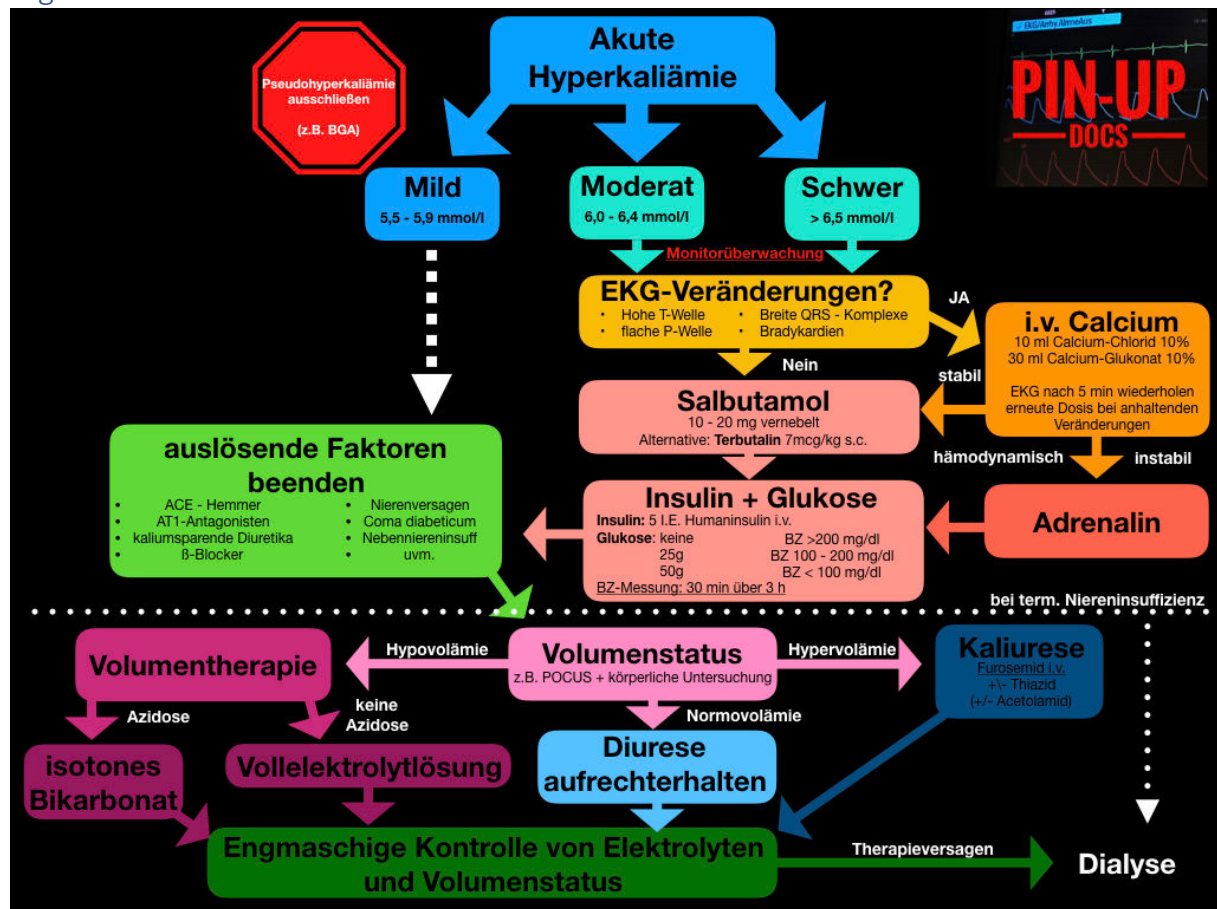 Akute
Hyperkaliämie
Pseudohyperkaliämie
ausschließen
(z.B. BGA)
EKG/Arrhy.AlrmeAus
PIN-UP
DOCS
Mild
5,5 - 5,9 mmol/l
Moderat
6,0 - 6,4 mmol/l
Schwer
> 6,5 mmol/l
Monitorüberwachung
EKG-Veränderungen?
• Hohe T-Welle
• flache P-Welle
• Breite QRS - Komplexe
• Bradykardien
JA
Nein
i.v. Calcium
10 ml Calcium-Chlorid 10%
30 ml Calcium-Glukonat 10%
EKG nach 5 min wiederholen
erneute Dosis bei anhaltenden
Veränderungen
stabil
hämodynamisch
instabil
Salbutamol
10 - 20 mg vernebelt
Alternative: Terbutalin 7mcg/kg s.c.
Adrenalin
Insulin + Glukose
Insulin: 5 I.E. Humaninsulin i.v.
Glukose: keine BZ >200 mg/dl
25g BZ 100 - 200 mg/dl
50g BZ < 100 mg/dl
BZ-Messung: 30 min über 3 h
auslösende Faktoren
beenden
• ACE - Hemmer
• AT1-Antagonisten
• kaliumsparende Diuretika
• ß-Blocker
• Nierenversagen
• Coma diabeticum
• Nebenniereninsuff
• uvm.
bei term. Niereninsuffizienz
Volumenstatus
z.B. POCUS + körperliche Untersuchung
Hypovolämie
Hypervolämie
Normovolämie
Volumentherapie
Azidose
keine
Azidose
isotones
Bikarbonat
Vollelektrolytlösung
Diurese
aufrechterhalten
Kaliurese
Furosemid i.v.
+\- Thiazid
(+/- Acetolamid)
Engmaschige Kontrolle von Elektrolyten
und Volumenstatus
Therapieversagen
Dialyse